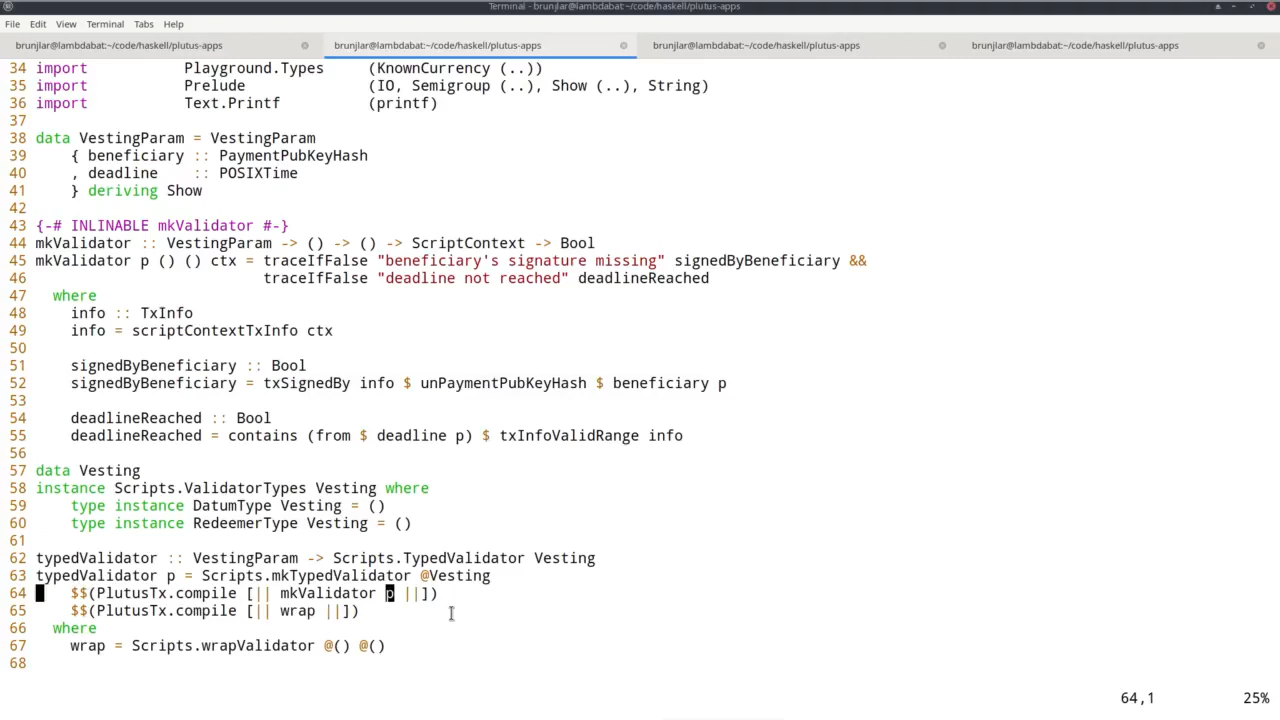 Terminal - brunjlar@lambdabat:~/code/haskell/plutus-apps
File Edit View Terminal Tabs Help
brunjlar@lambdabat:~/code/haskell/plutus-apps brunjlar@lambdabat:~/code/haskell/plutus-apps brunjlar@lambdabat:~/code/haskell/plutus-apps brunjlar@lambdabat:~/code/haskell/plutus-apps
34 import           Playground.Types     (KnownCurrency (..))
35 import           Prelude              (IO, Semigroup (..), Show (..), String)
36 import           Text.Printf          (printf)
37
38 data VestingParam = VestingParam
39     { beneficiary :: PaymentPubKeyHash
40     , deadline    :: POSIXTime
41     } deriving Show
42
43 {-# INLINABLE mkValidator #-}
44 mkValidator :: VestingParam -> () -> () -> ScriptContext -> Bool
45 mkValidator p () () ctx = traceIfFalse "beneficiary's signature missing" signedByBeneficiary &&
46                           traceIfFalse "deadline not reached" deadlineReached
47   where
48     info :: TxInfo
49     info = scriptContextTxInfo ctx
50
51     signedByBeneficiary :: Bool
52     signedByBeneficiary = txSignedBy info $ unPaymentPubKeyHash $ beneficiary p
53
54     deadlineReached :: Bool
55     deadlineReached = contains (from $ deadline p) $ txInfoValidRange info
56
57 data Vesting
58 instance Scripts.ValidatorTypes Vesting where
59     type instance DatumType Vesting = ()
60     type instance RedeemerType Vesting = ()
61
62 typedValidator :: VestingParam -> Scripts.TypedValidator Vesting
63 typedValidator p = Scripts.mkTypedValidator @Vesting
64     $$(PlutusTx.compile [|| mkValidator p ||])
65     $$(PlutusTx.compile [|| wrap ||])
66   where
67     wrap = Scripts.wrapValidator @() @()
68
64,1 25%